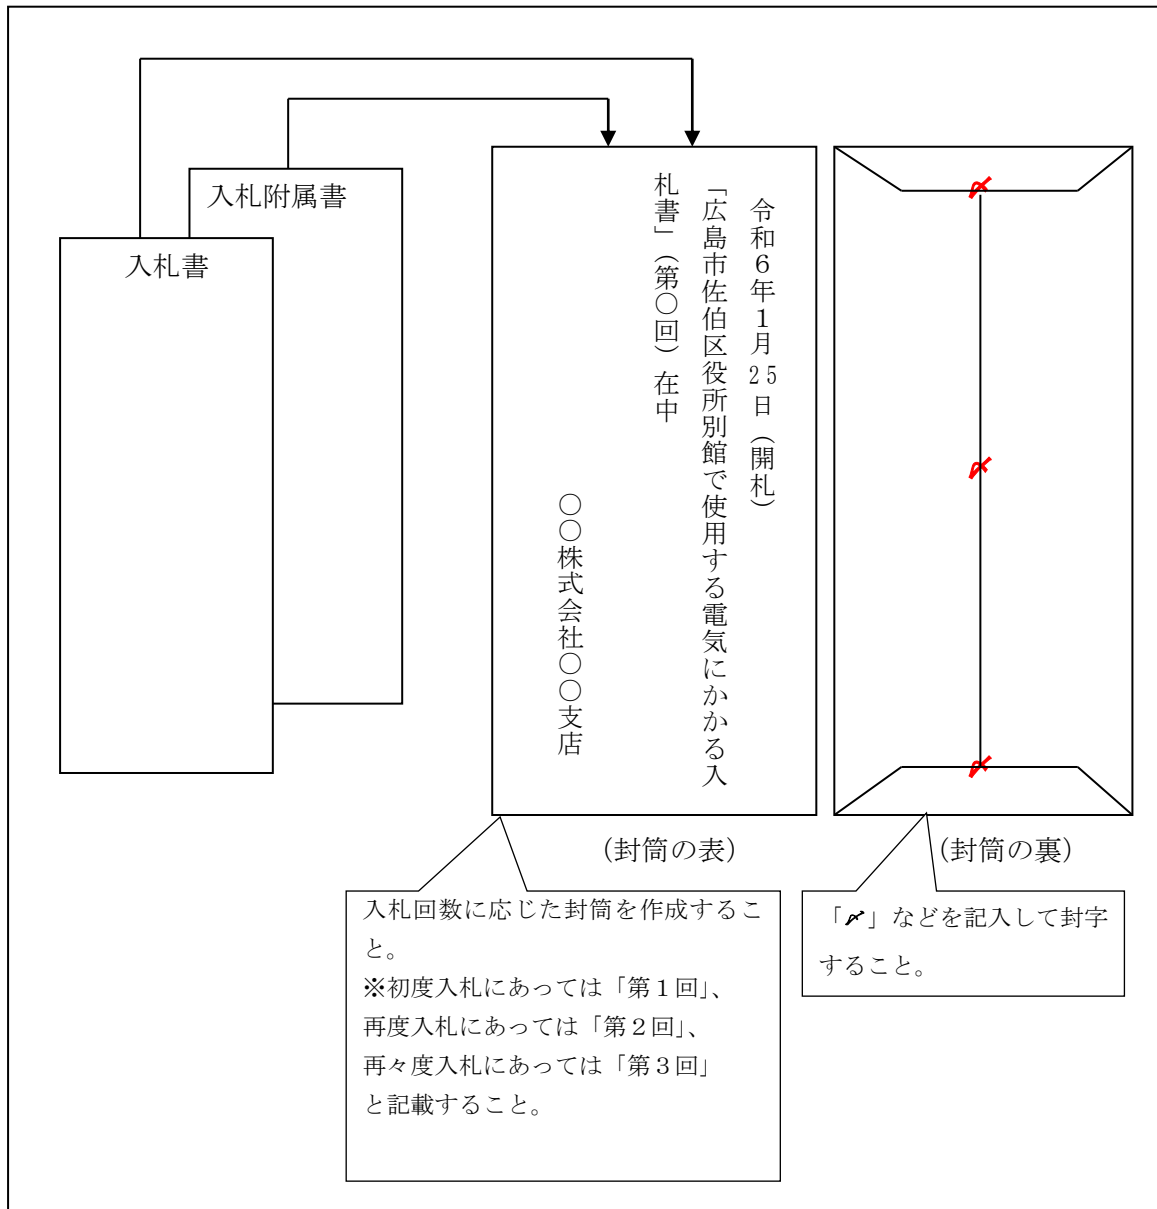 入札附属書
入札書
令和６年１月25日（開札）
「広島市佐伯区役所別館で使用する電気にかかる入
札書」（第〇回）在中
〇〇株式会社〇〇支店
（封筒の表）
（封筒の裏）
入札回数に応じた封筒を作成するこ
と。
※初度入札にあっては「第１回」、
再度入札にあっては「第２回」、
再々度入札にあっては「第３回」
と記載すること。
「〆」などを記入して封字
すること。
〆
〆
〆